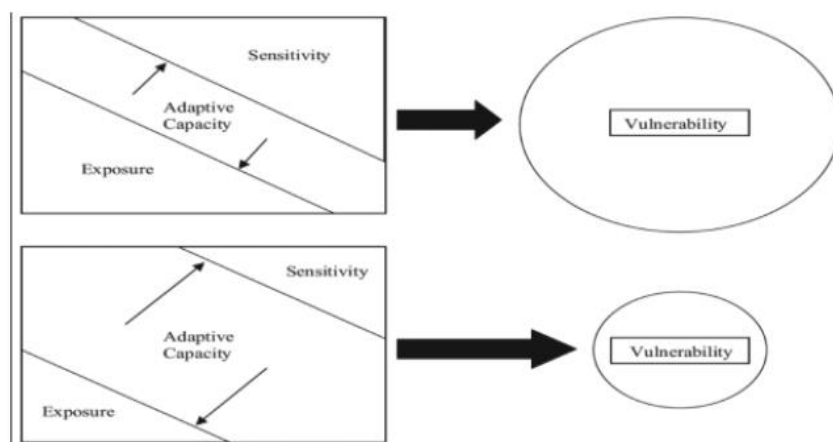 Sensitivity
Adaptive
Capacity
Exposure
Vulnerability
Sensitivity
Adaptive
Capacity
Exposure
Vulnerability